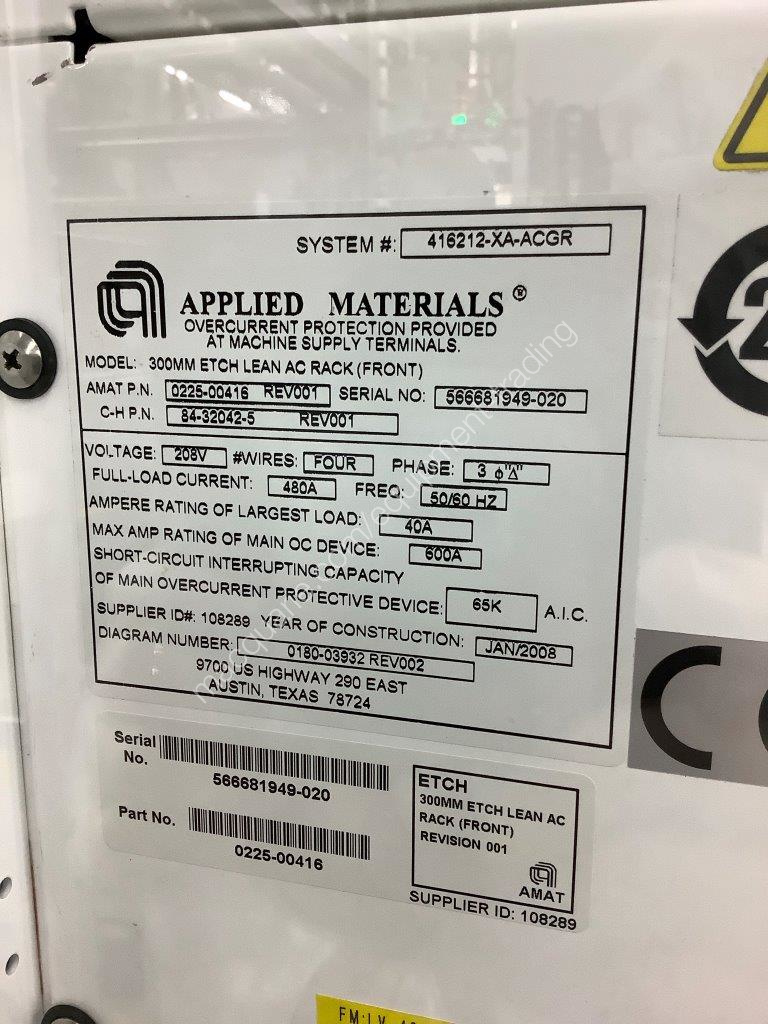 SYSTEM #: 416212-XA-ACGR
APPLIED MATERIALS ®
OVERCURRENT PROTECTION PROVIDED
AT MACHINE SUPPLY TERMINALS.
MODEL: 300MM ETCH LEAN AC RACK (FRONT)
AMAT P.N. 0225-00416 REV001 SERIAL NO: 566681949-020
C-H P.N. 84-32042-5 REV001
VOLTAGE: 208V #WIRES: FOUR PHASE: 3 ϕ"Δ"
FULL-LOAD CURRENT: 480A FREQ: 50/60 HZ
AMPERE RATING OF LARGEST LOAD: 40A
MAX AMP RATING OF MAIN OC DEVICE: 600A
SHORT-CIRCUIT INTERRUPTING CAPACITY
OF MAIN OVERCURRENT PROTECTIVE DEVICE: 65K A.I.C.
SUPPLIER ID#: 108289 YEAR OF CONSTRUCTION: JAN/2008
DIAGRAM NUMBER: 0180-03932 REV002
9700 US HIGHWAY 290 EAST
AUSTIN, TEXAS 78724
Serial No.
566681949-020
Part No.
0225-00416
ETCH
300MM ETCH LEAN AC
RACK (FRONT)
REVISION 001
AMAT
SUPPLIER ID: 108289